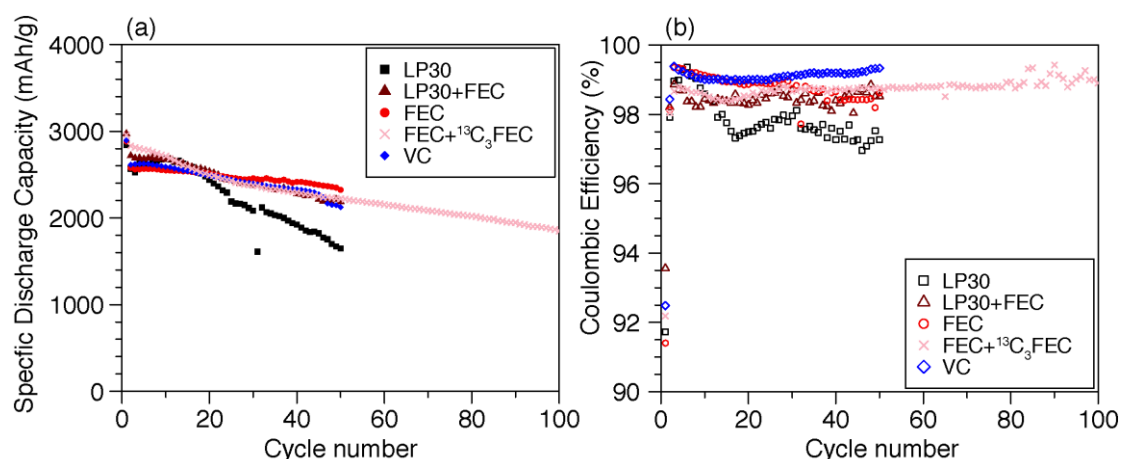 (a)
Specfic Discharge Capacity (mAh/g)
4000
3000
2000
1000
0
0 20 40 60 80 100
Cycle number
LP30
LP30+FEC
FEC
FEC+¹³C₃FEC
VC
(b)
Coulombic Efficiency (%)
100
98
96
94
92
90
0 20 40 60 80 100
Cycle number
LP30
LP30+FEC
FEC
FEC+¹³C₃FEC
VC